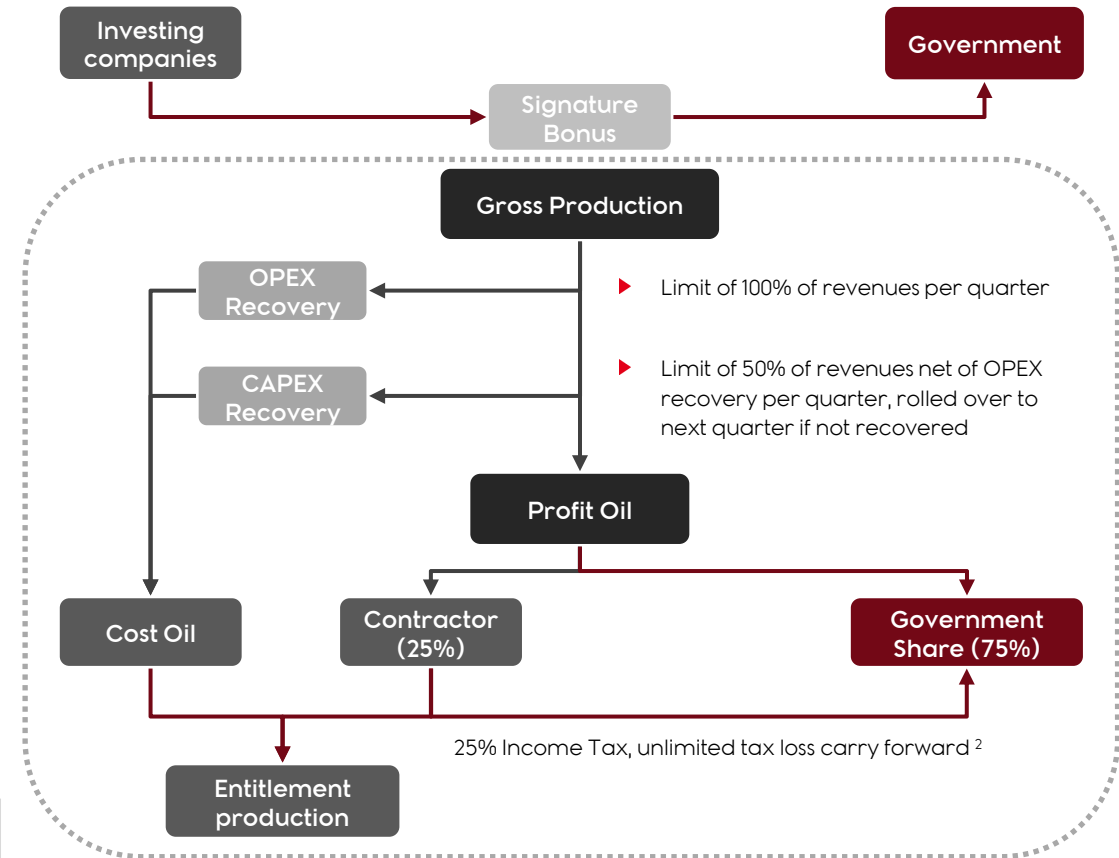 Investing
companies
Government
Signature
Bonus
Gross Production
OPEX
Recovery
Limit of 100% of revenues per quarter
CAPEX
Recovery
Limit of 50% of revenues net of OPEX
recovery per quarter, rolled over to
next quarter if not recovered
Profit Oil
Cost Oil
Contractor
(25%)
Government
Share (75%)
25% Income Tax, unlimited tax loss carry forward ²
Entitlement
production